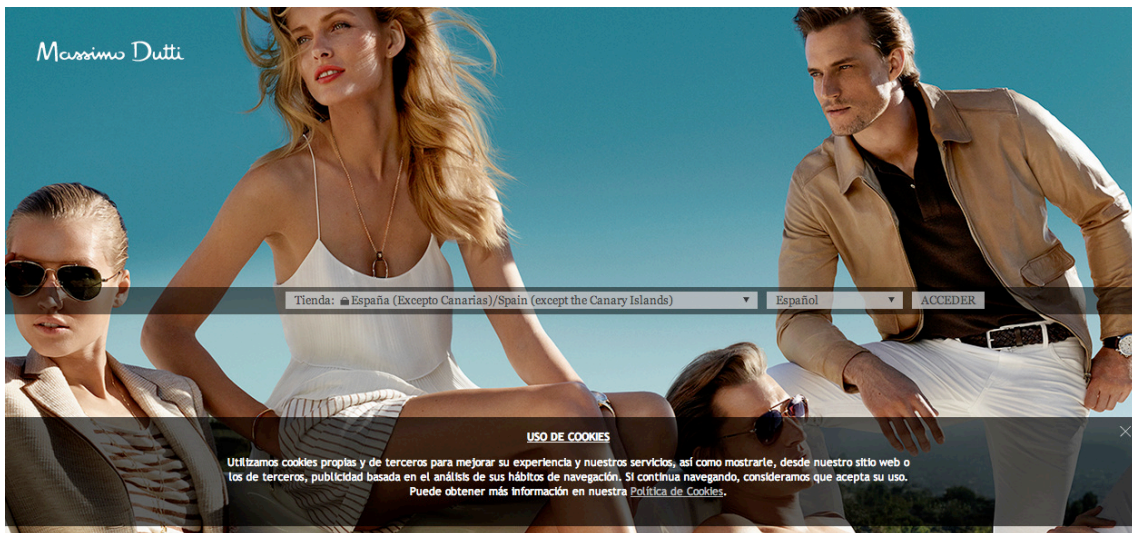 Massimo Dutti
Tienda: España (Excepto Canarias)/Spain (except the Canary Islands) Español ACCEDER
USO DE COOKIES
Utilizamos cookies propias y de terceros para mejorar su experiencia y nuestros servicios, así como mostrarle, desde nuestro sitio web o
los de terceros, publicidad basada en el análisis de sus hábitos de navegación. Si continua navegando, consideramos que acepta su uso.
Puede obtener más información en nuestra Política de Cookies.